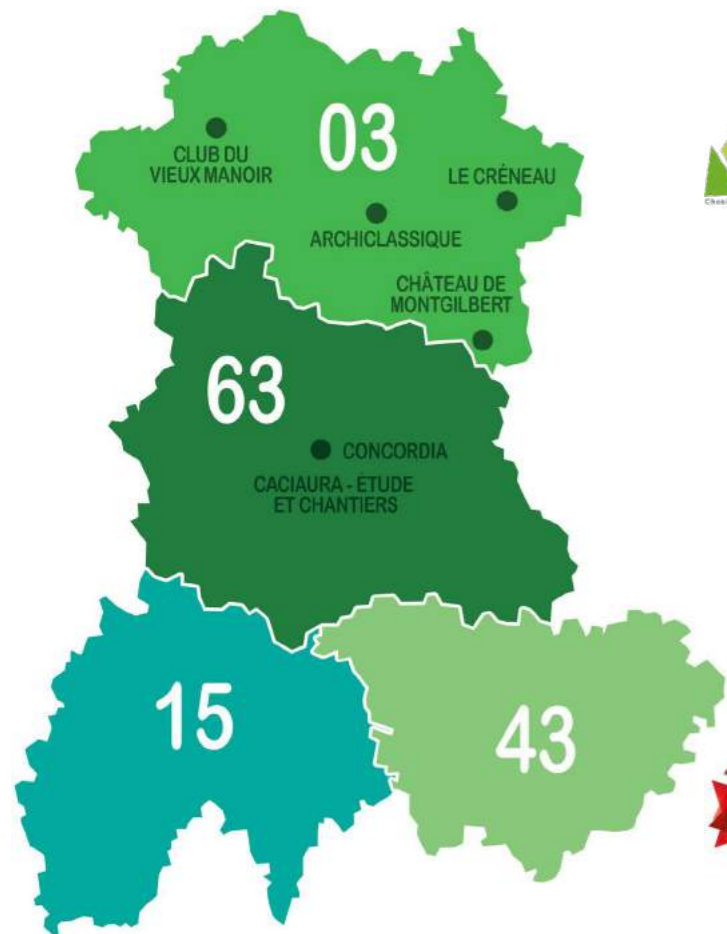 03
CLUB DU
VIEUX MANOIR
LE CRÉNEAU
ARCHICLASSIQUE
CHÂTEAU DE
MONTGILBERT
63
CONCORDIA
CACIAURA - ÉTUDE
ET CHANTIERS
15
43